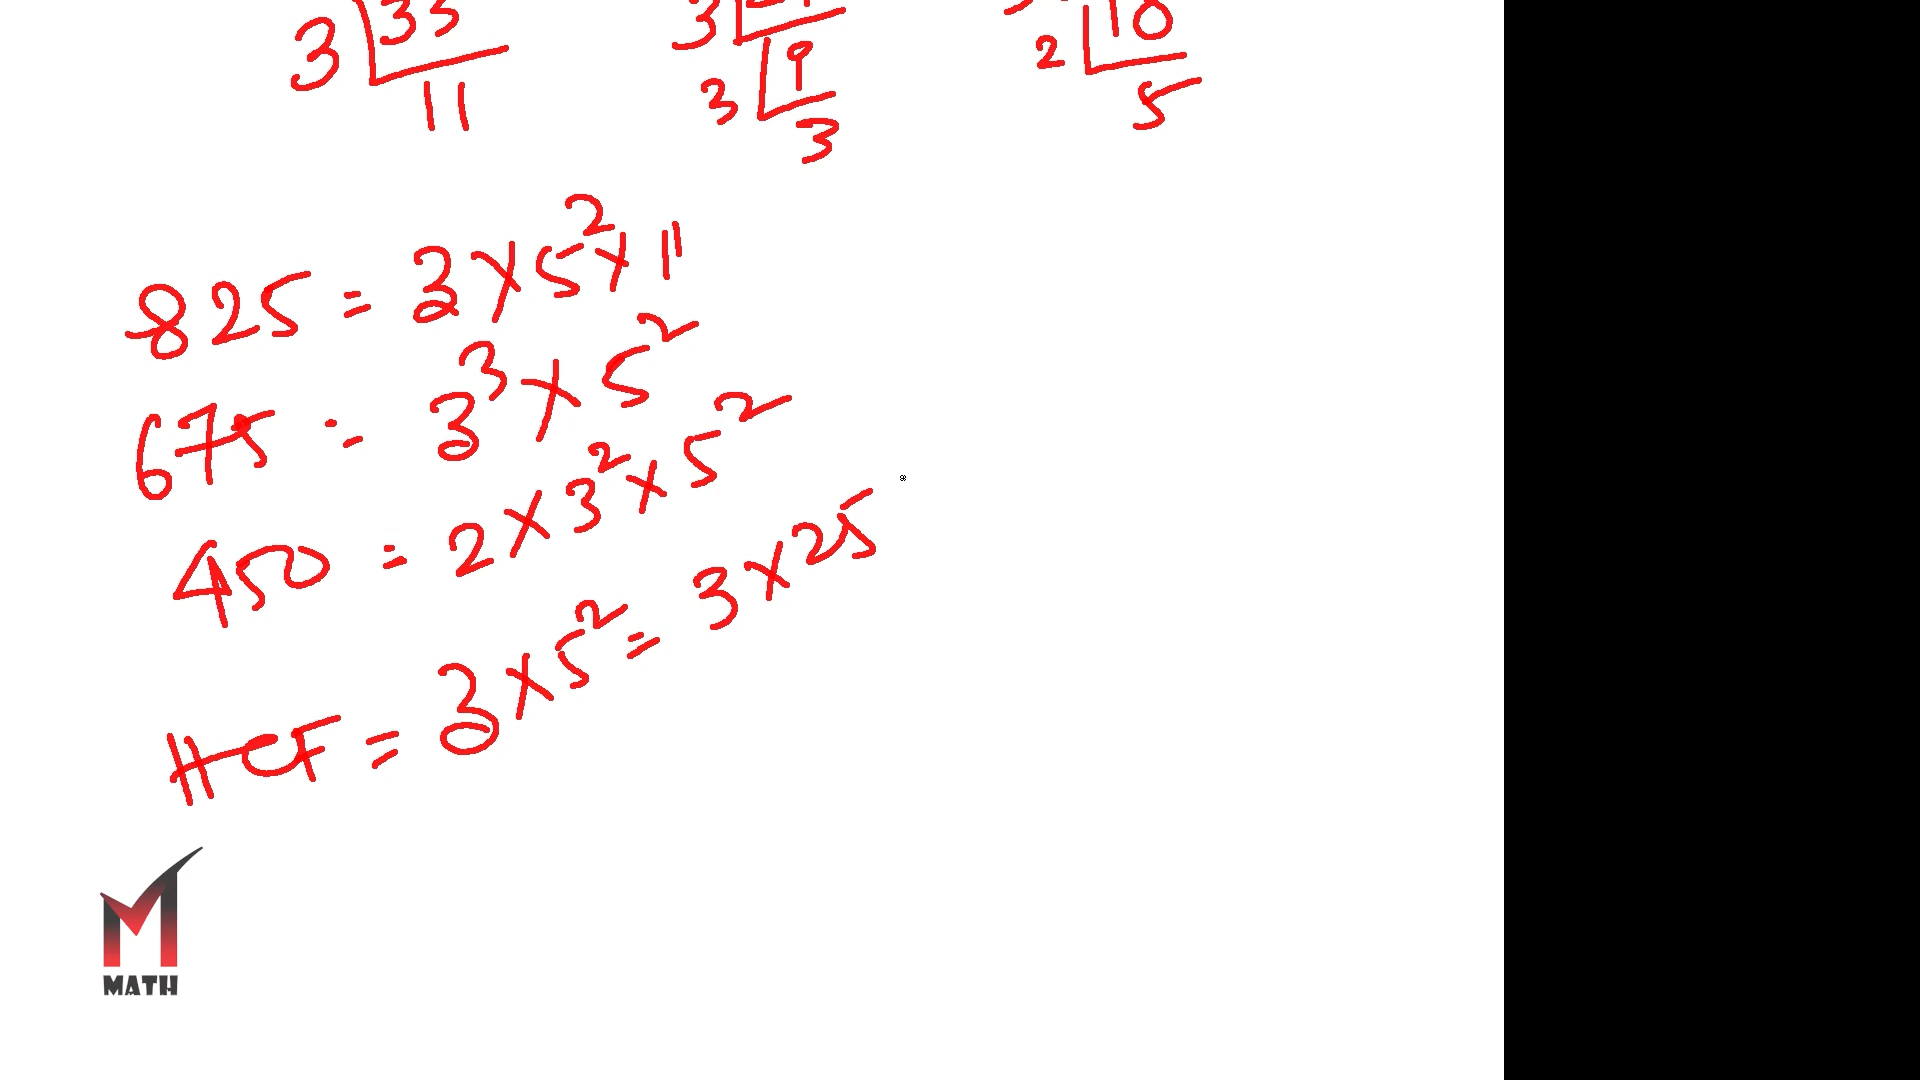 3 33 3 2 10
11 3 9 5
3
825 = 3 × 5² × 11
675 = 3³ × 5²
450 = 2 × 3² × 5²
HCF = 3 × 5² = 3 × 25
MATH